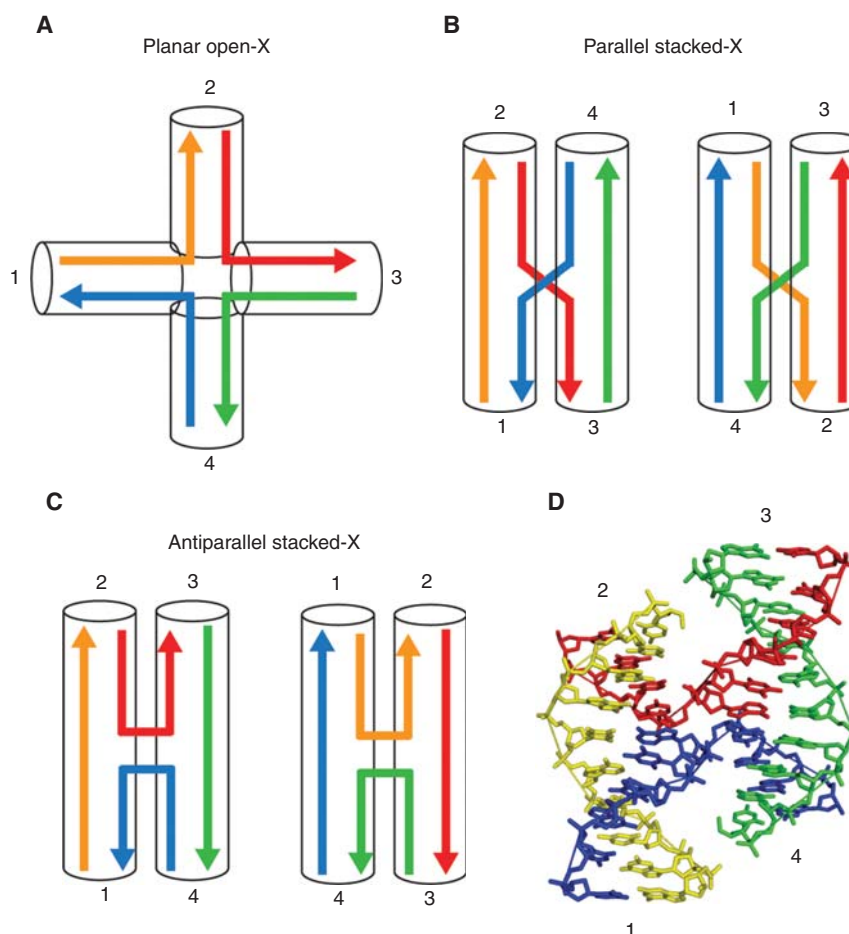 A
Planar open-X
2
1
3
4
B
Parallel stacked-X
2 4 1 3
1 3 4 2
C
Antiparallel stacked-X
2 3 1 2
1 4 4 3
D
3
2
4
1